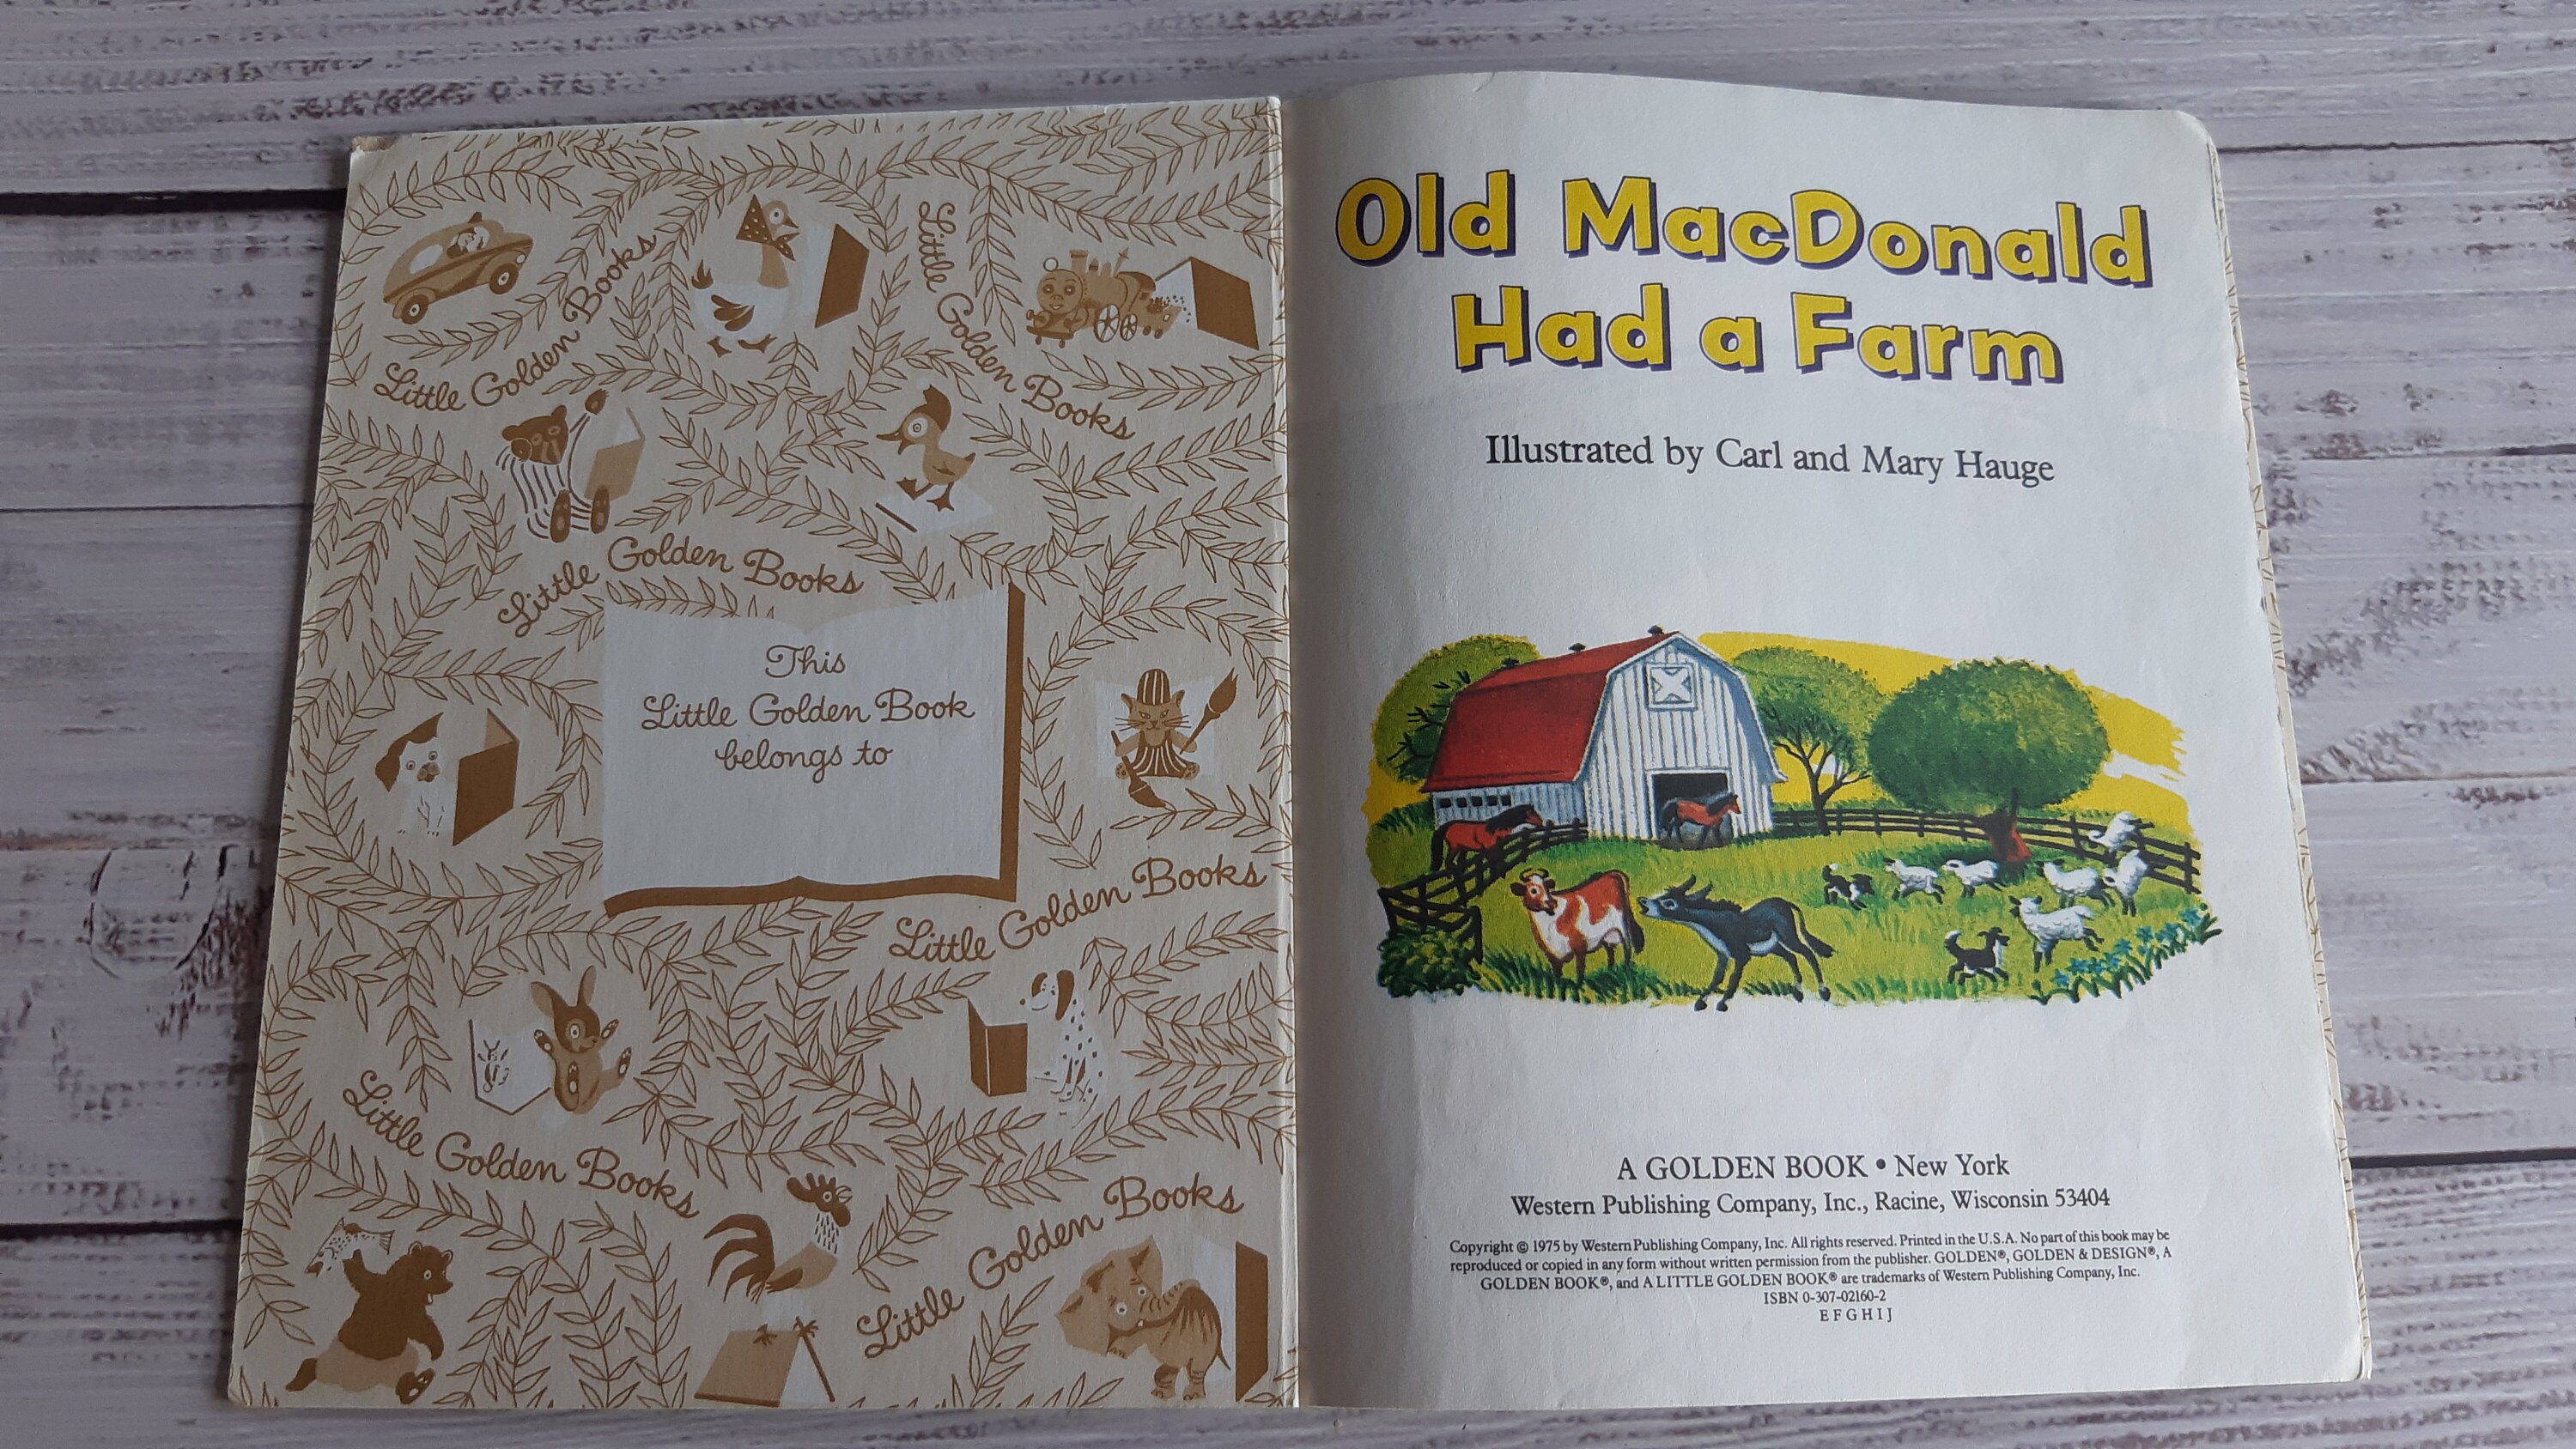 Little Golden Books
Little Golden Books
Little Golden Books
This
Little Golden Book
belongs to
Little Golden Books
Little Golden Books
Little Golden Books
Old MacDonald
Had a Farm
Illustrated by Carl and Mary Hauge
A GOLDEN BOOK • New York
Western Publishing Company, Inc., Racine, Wisconsin 53404
Copyright © 1975 by Western Publishing Company, Inc. All rights reserved. Printed in the U.S.A. No part of this book may be
reproduced or copied in any form without written permission from the publisher. GOLDEN®, GOLDEN & DESIGN®, A
GOLDEN BOOK®, and A LITTLE GOLDEN BOOK® are trademarks of Western Publishing Company, Inc.
ISBN 0-307-02160-2
E F G H I J